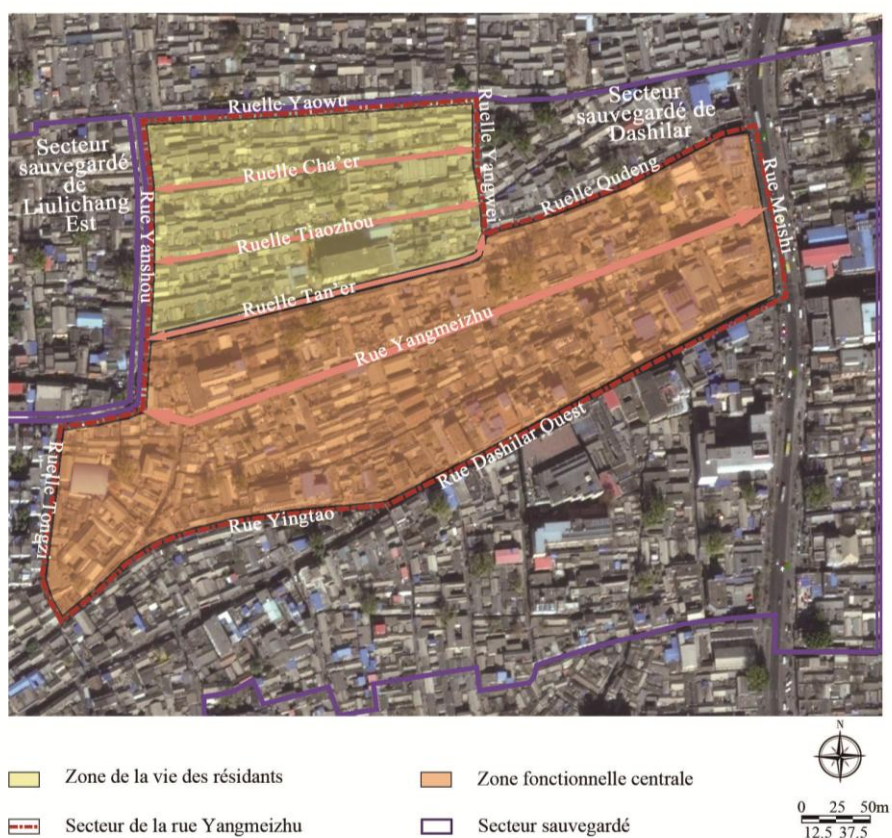 Ruelle Yaowu
Secteur
sauvegardé de
Dashilar
Secteur
sauvegardé
de
Liulichang
Est
Ruelle Yangwei
Ruelle Cha'er
Ruelle Qudeng
Rue Meishi
Rue Yanshou
Ruelle Tiaozhou
Ruelle Tan'er
Rue Yangmeizhu
Rue Dashilar Ouest
Ruelle Tongzi
Rue Yingtao
N
Zone de la vie des résidants
Zone fonctionnelle centrale
Secteur de la rue Yangmeizhu
Secteur sauvegardé
0 25 50m
12.5 37.5